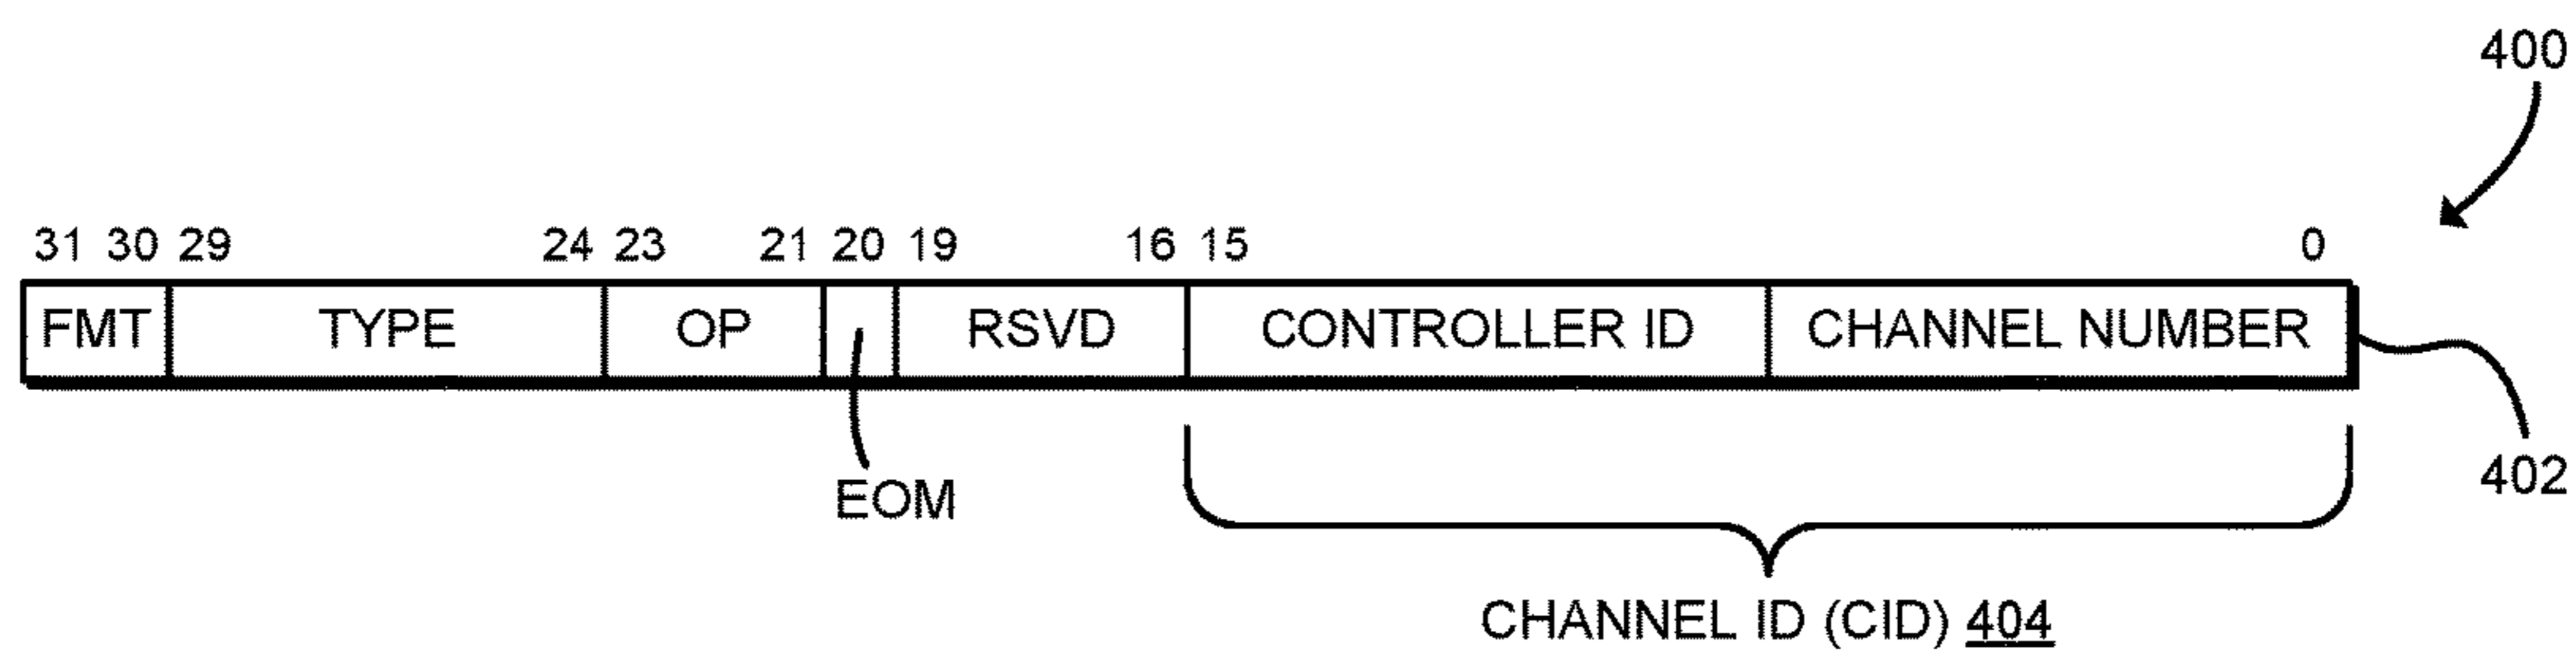 400
31 30 29 24 23 21 20 19 16 15 0
FMT TYPE OP RSVD CONTROLLER ID CHANNEL NUMBER
EOM
402
CHANNEL ID (CID) 404